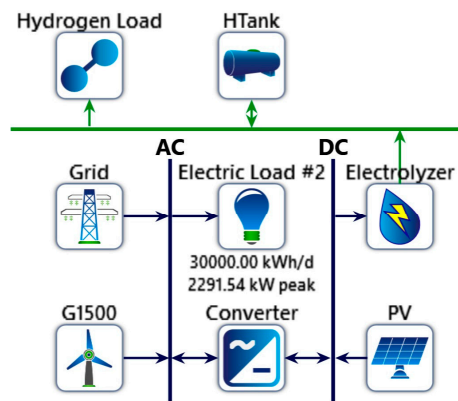 Hydrogen Load
HTank
AC
DC
Grid
Electric Load #2
Electrolyzer
30000.00 kWh/d
2291.54 kW peak
G1500
Converter
PV